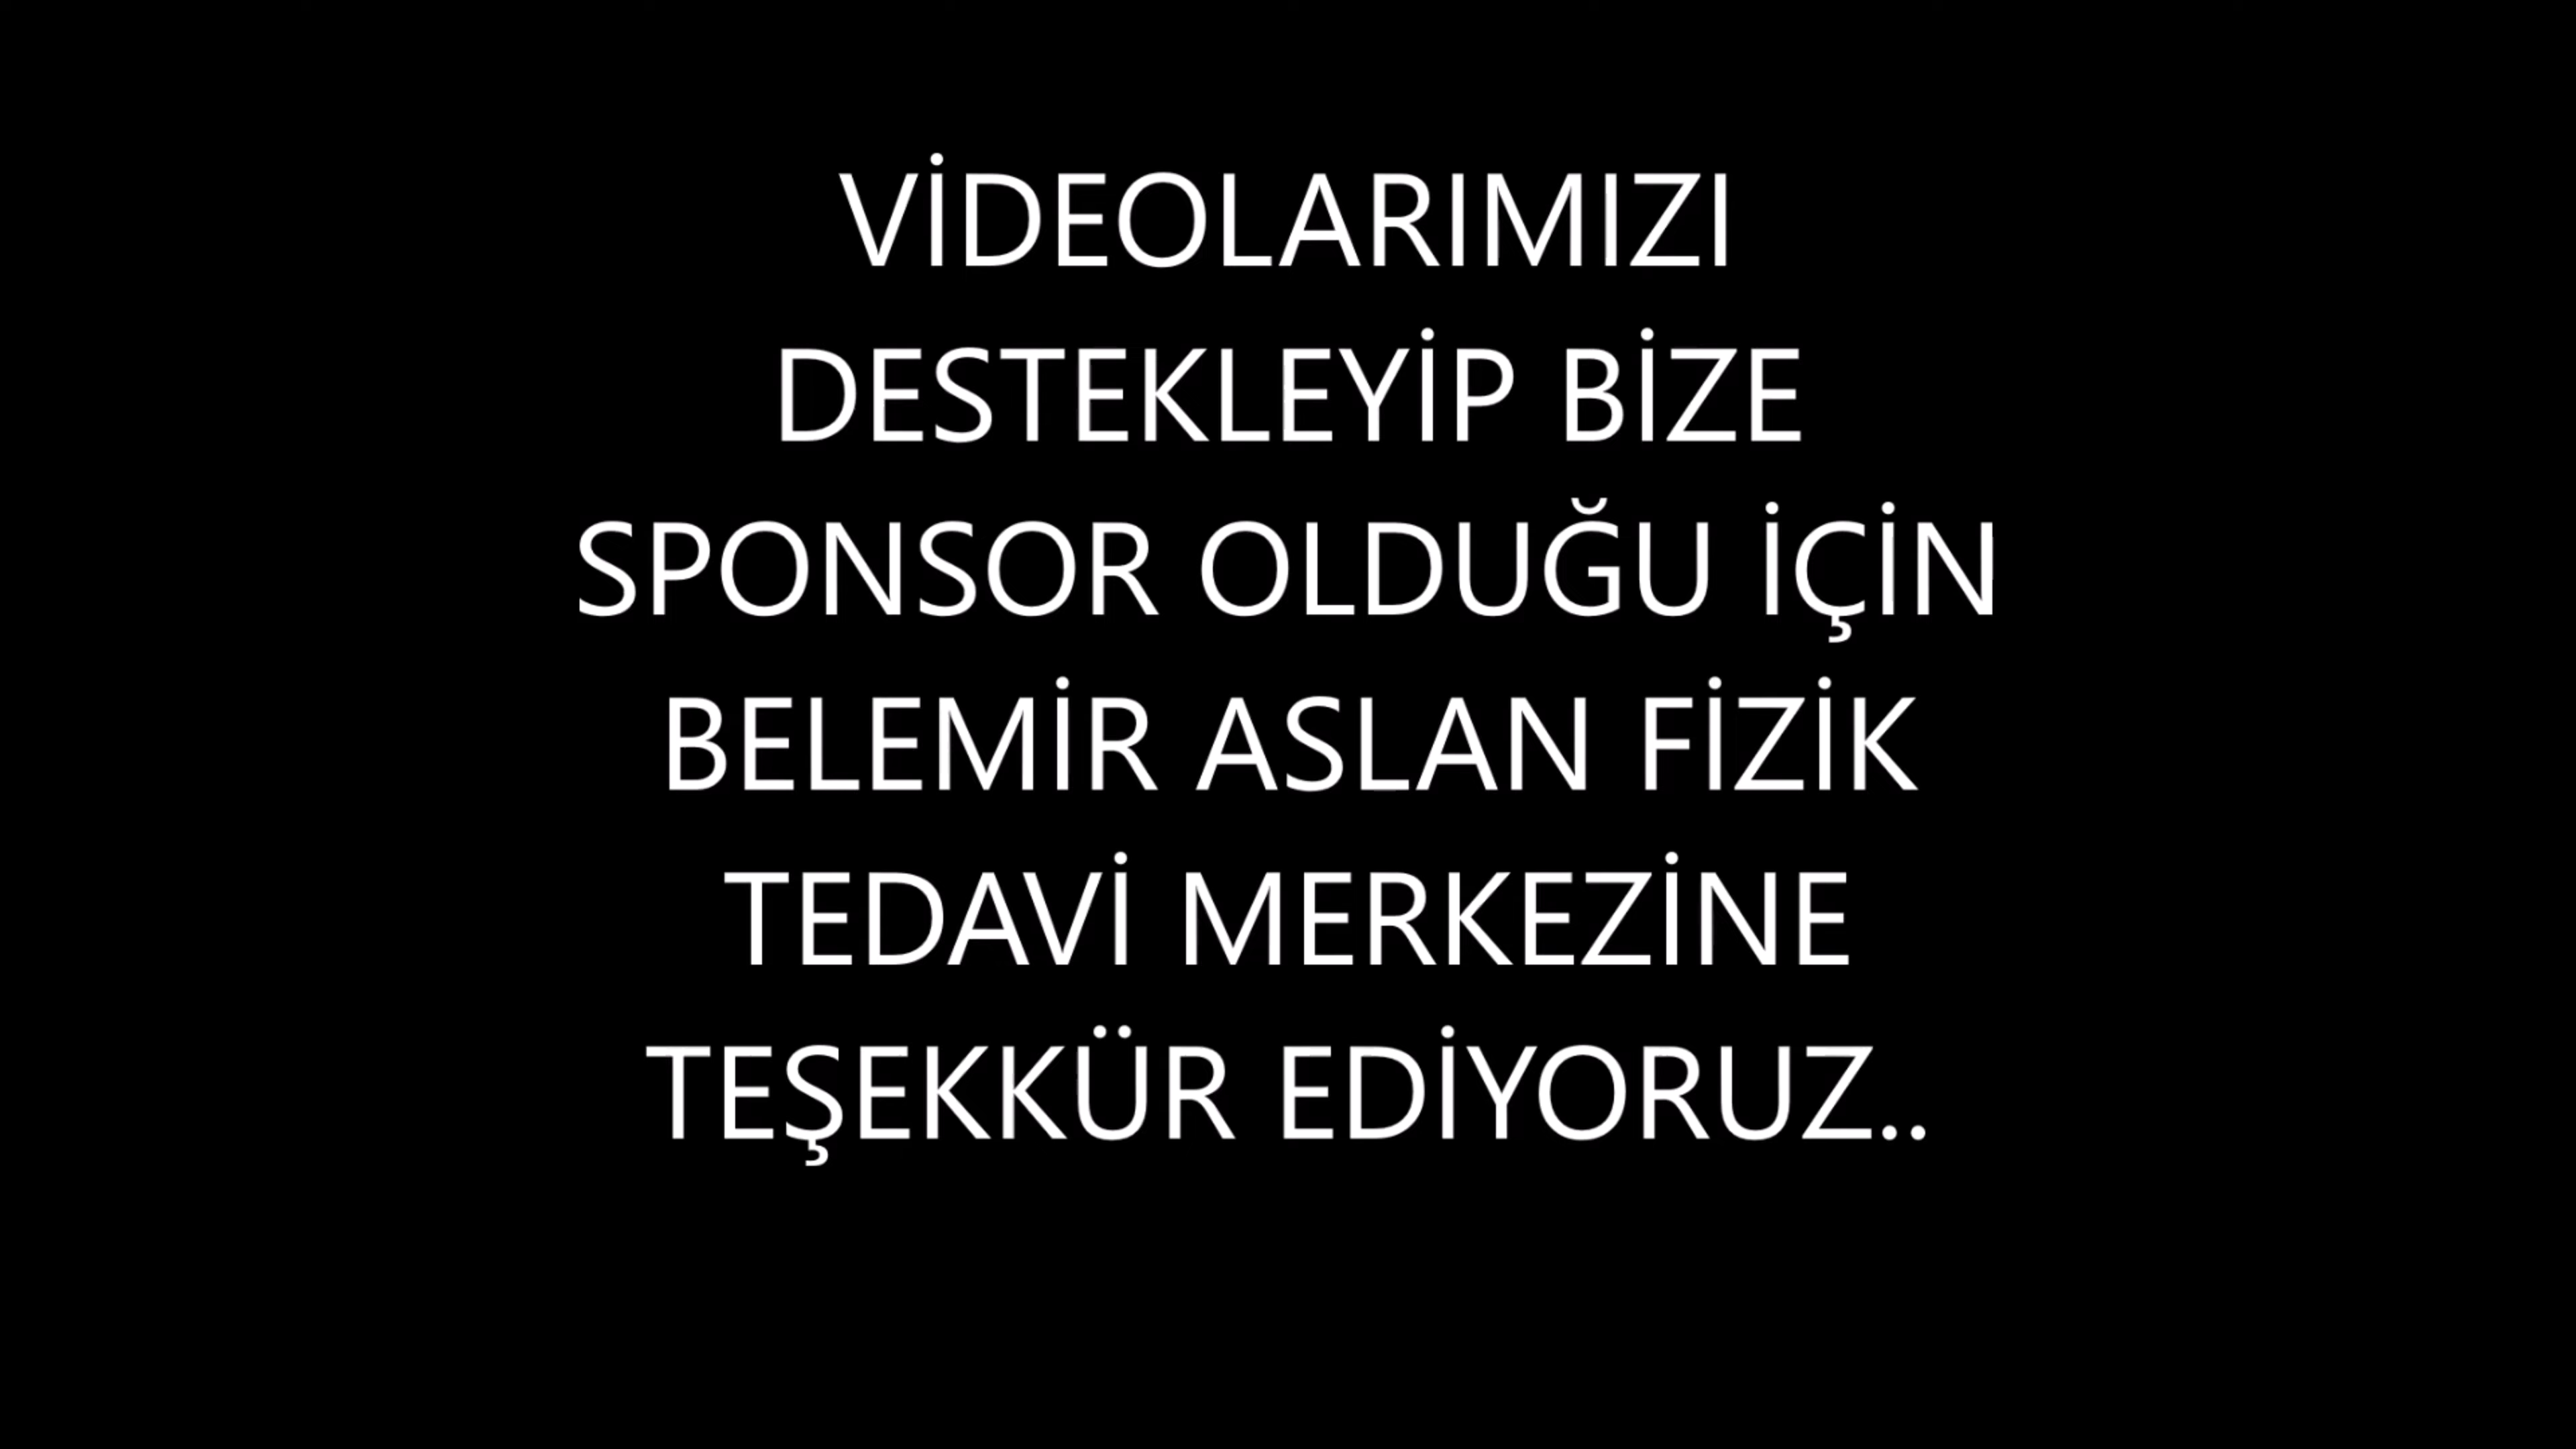 VİDEOLARIMIZI
DESTEKLEYİP BİZE
SPONSOR OLDUĞU İÇİN
BELEMİR ASLAN FİZİK
TEDAVİ MERKEZİNE
TEŞEKKÜR EDİYORUZ..